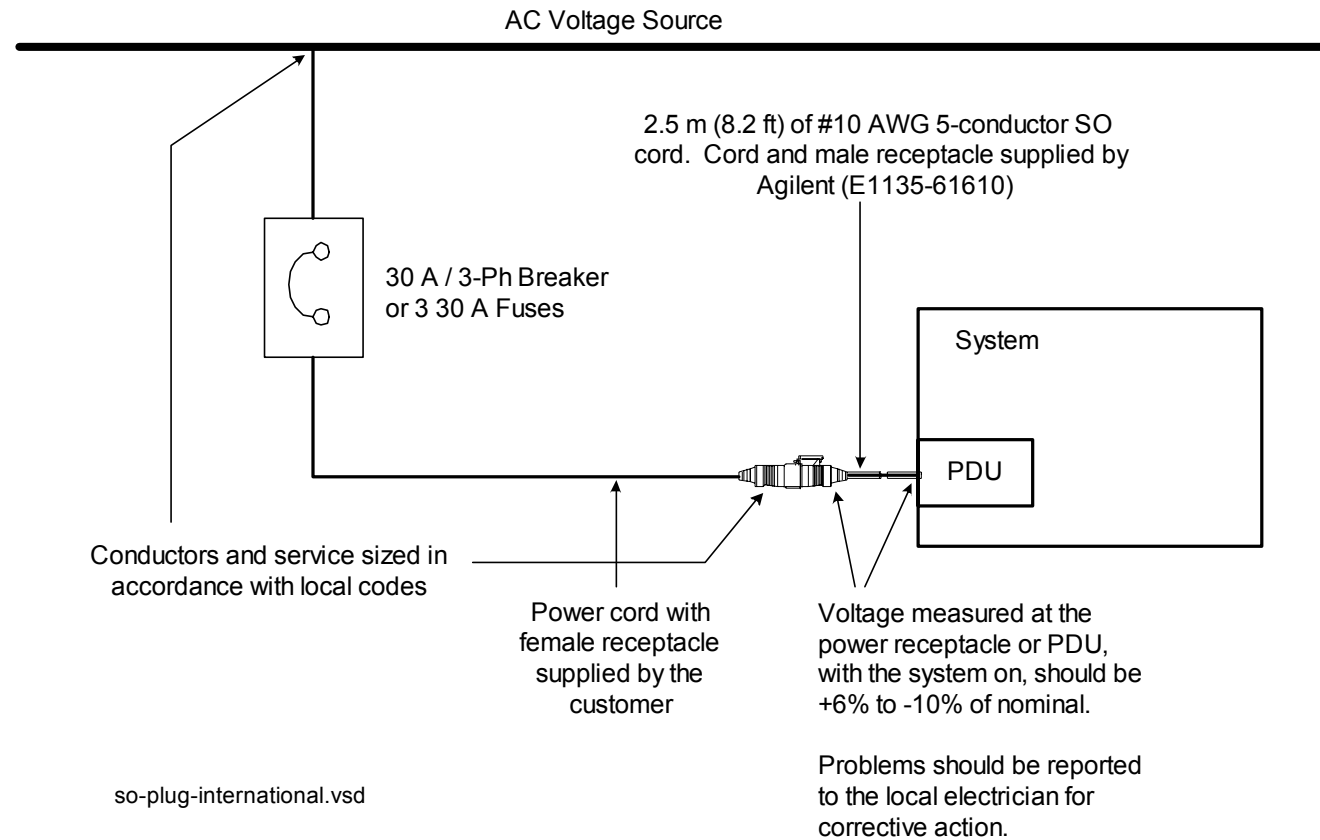 AC Voltage Source
2.5 m (8.2 ft) of #10 AWG 5-conductor SO
cord.  Cord and male receptacle supplied by
Agilent (E1135-61610)
30 A / 3-Ph Breaker
or 3 30 A Fuses
System
PDU
Conductors and service sized in
accordance with local codes
Power cord with
female receptacle
supplied by the
customer
Voltage measured at the
power receptacle or PDU,
with the system on, should be
+6% to -10% of nominal.
Problems should be reported
to the local electrician for
corrective action.
so-plug-international.vsd